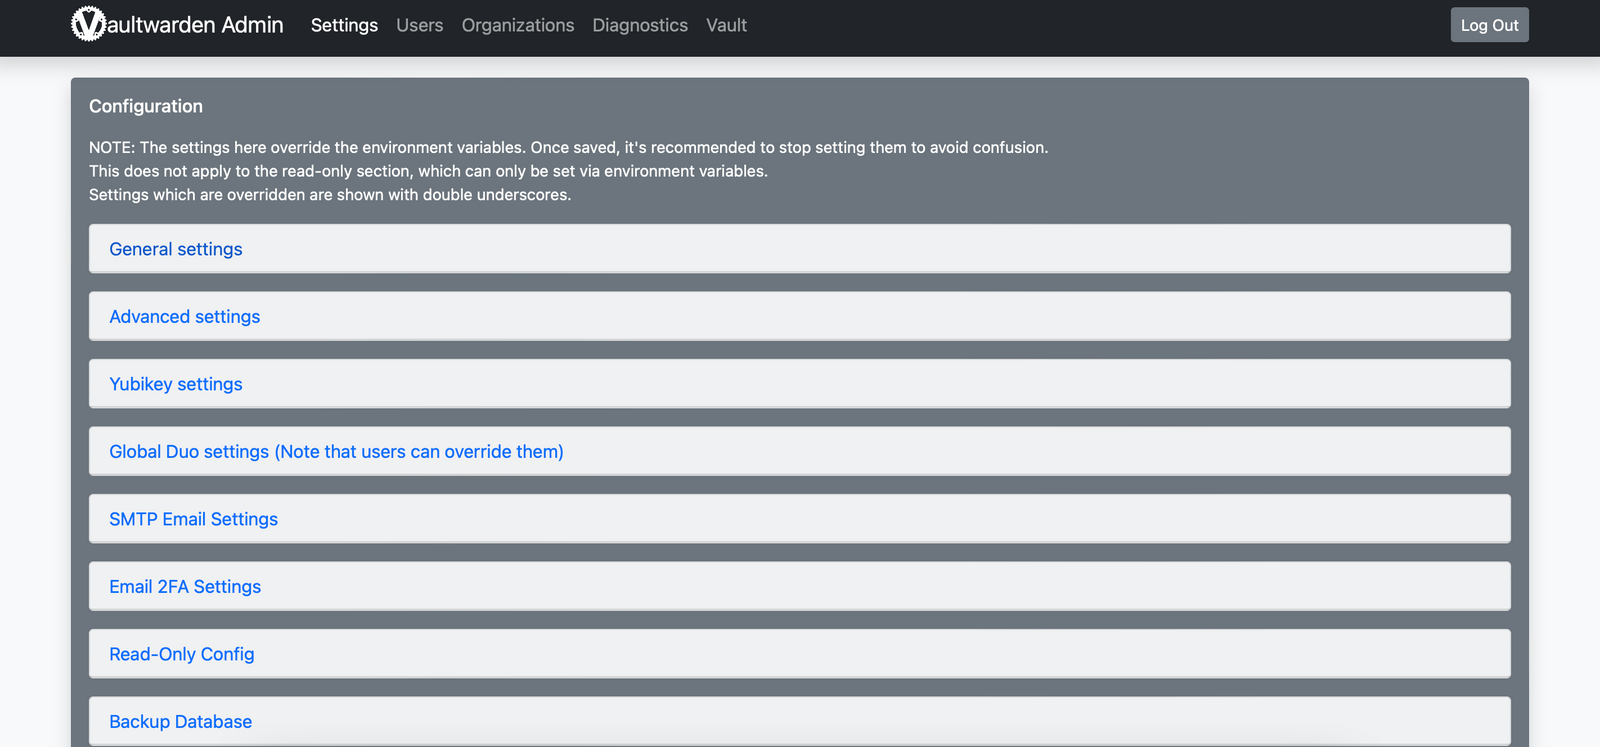 Vaultwarden Admin Settings Users Organizations Diagnostics Vault Log Out
Configuration
NOTE: The settings here override the environment variables. Once saved, it's recommended to stop setting them to avoid confusion.
This does not apply to the read-only section, which can only be set via environment variables.
Settings which are overridden are shown with double underscores.
General settings
Advanced settings
Yubikey settings
Global Duo settings (Note that users can override them)
SMTP Email Settings
Email 2FA Settings
Read-Only Config
Backup Database